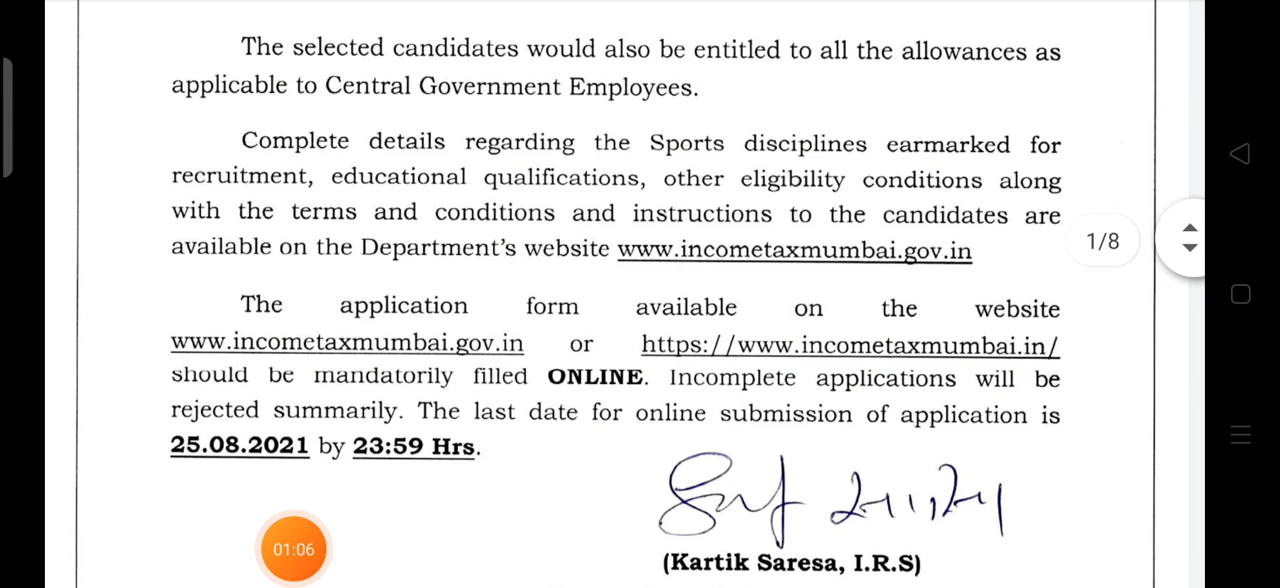 The selected candidates would also be entitled to all the allowances as
applicable to Central Government Employees.
Complete details regarding the Sports disciplines earmarked for
recruitment, educational qualifications, other eligibility conditions along
with the terms and conditions and instructions to the candidates are
available on the Department's website www.incometaxmumbai.gov.in
1/8
The application form available on the website
www.incometaxmumbai.gov.in or https://www.incometaxmumbai.in/
should be mandatorily filled ONLINE. Incomplete applications will be
rejected summarily. The last date for online submission of application is
25.08.2021 by 23:59 Hrs.
01:06
(Kartik Saresa, I.R.S)